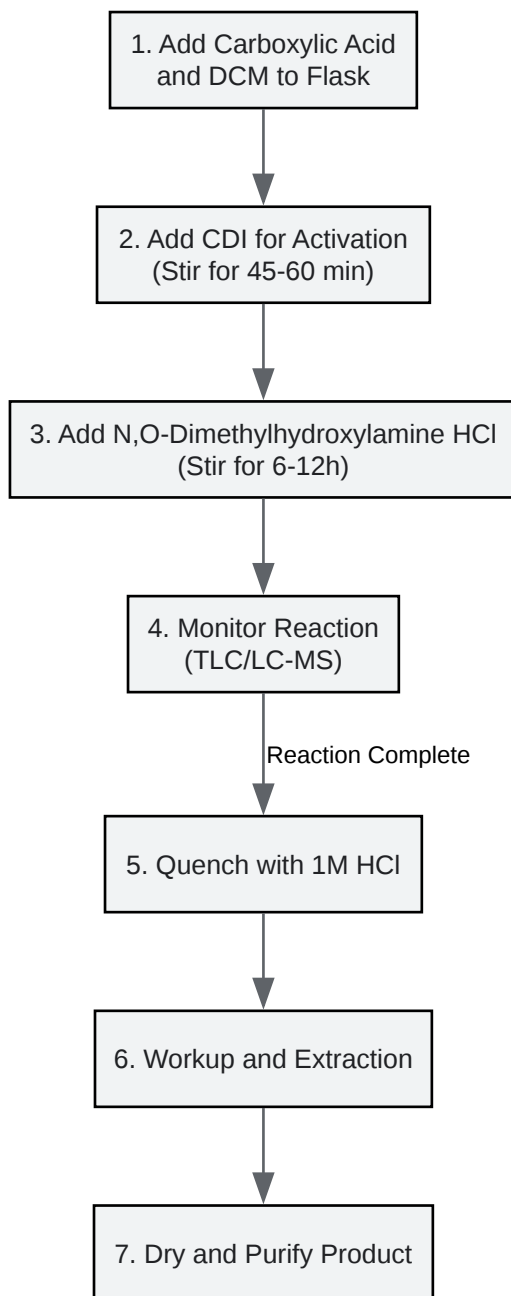 1. Add Carboxylic Acid
and DCM to Flask
2. Add CDI for Activation
(Stir for 45-60 min)
3. Add N,O-Dimethylhydroxylamine HCl
(Stir for 6-12h)
4. Monitor Reaction
(TLC/LC-MS)
Reaction Complete
5. Quench with 1M HCl
6. Workup and Extraction
7. Dry and Purify Product